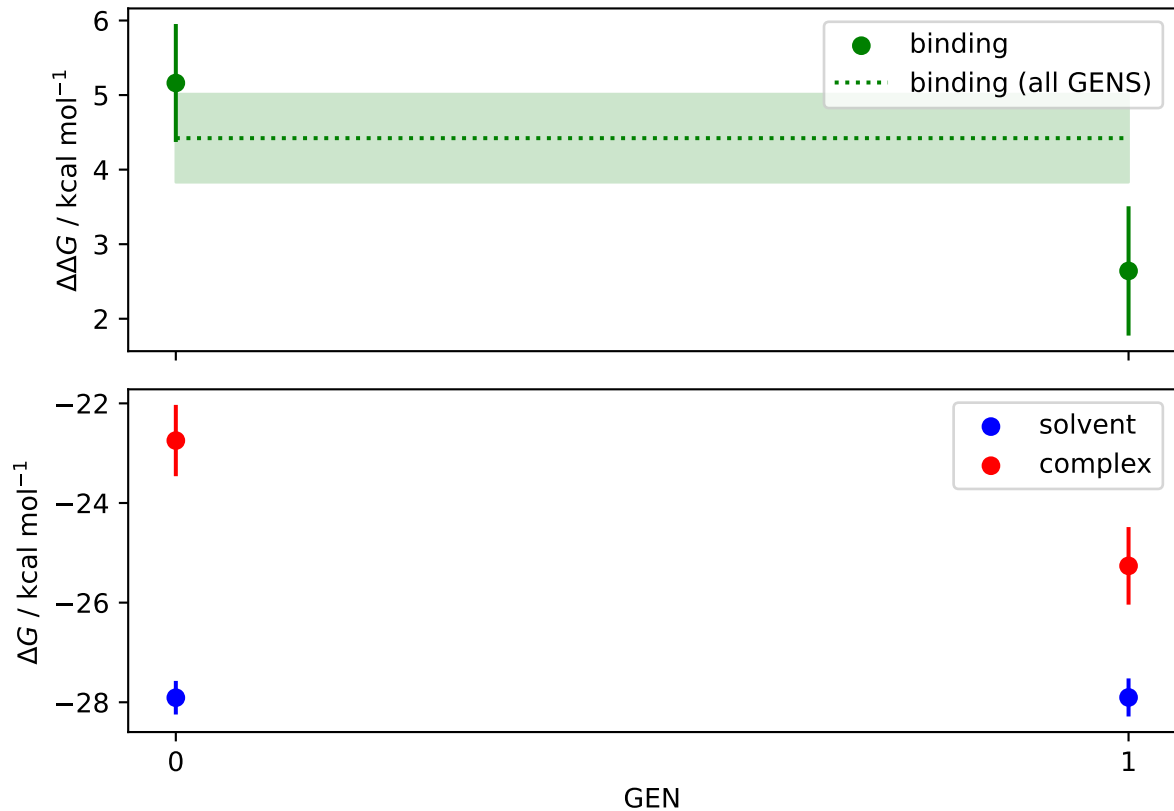 6
5
4
3
2
ΔΔG / kcal mol⁻¹
binding
binding (all GENS)
−22
−24
−26
−28
ΔG / kcal mol⁻¹
solvent
complex
0
1
GEN